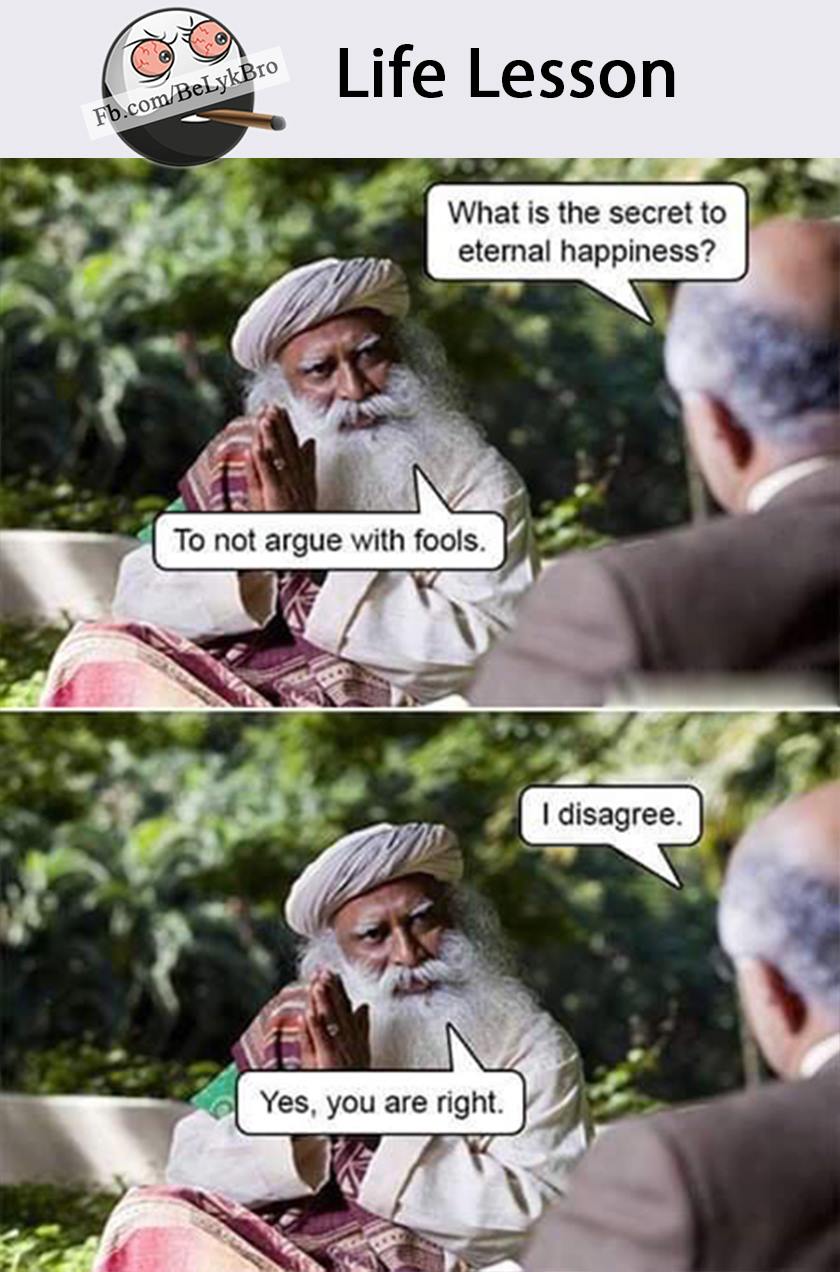 Fb.com/BeLykBro
Life Lesson
What is the secret to
eternal happiness?
To not argue with fools.
I disagree.
Yes, you are right.